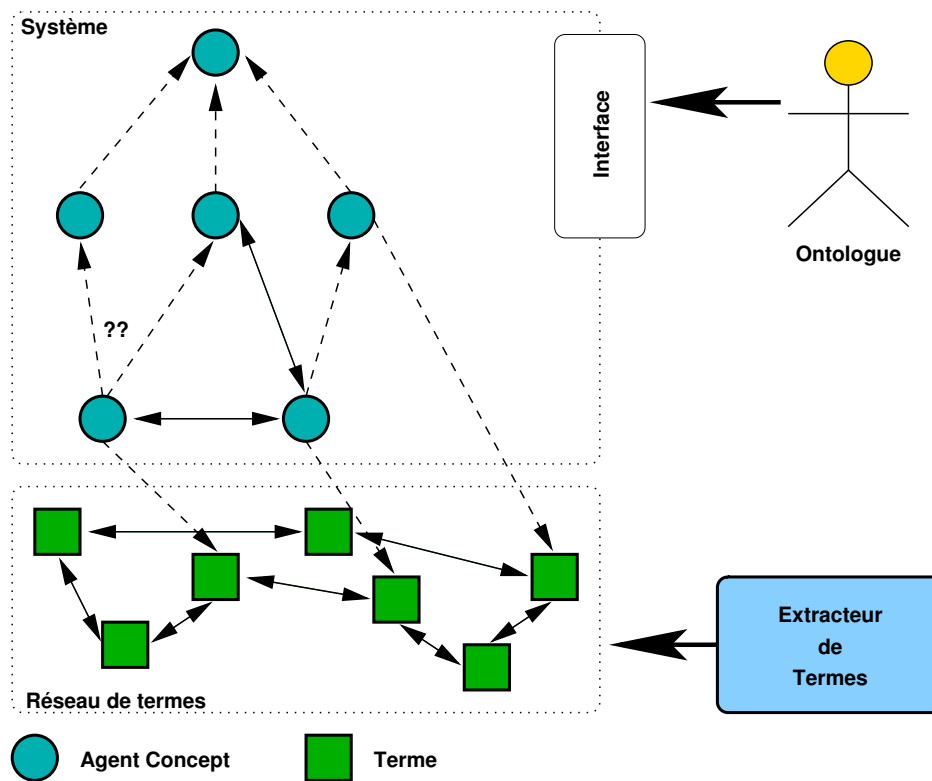 Système
Interface
Ontologue
??
Réseau de termes
Extracteur
de
Termes
Agent Concept
Terme